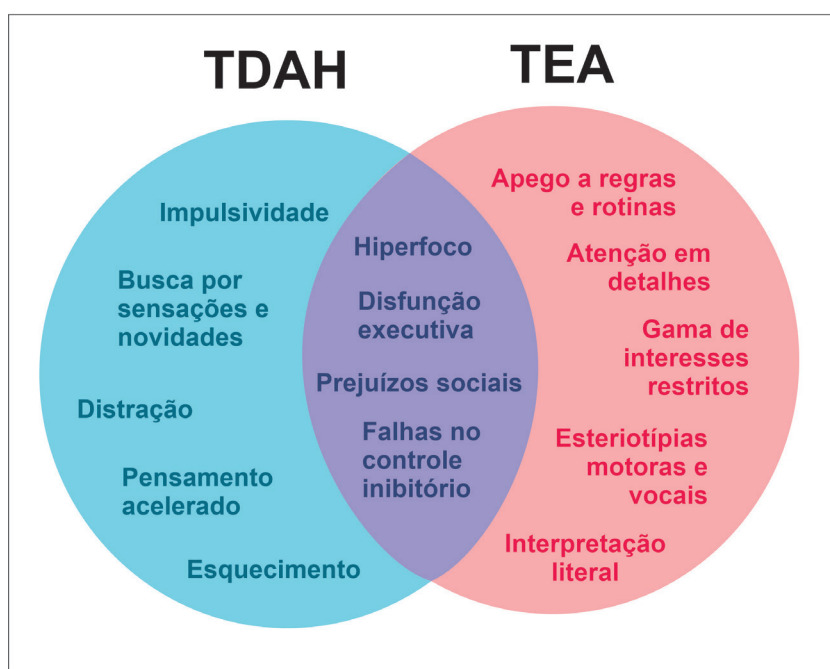 TDAH
TEA
Impulsividade
Busca por
sensações e
novidades
Distração
Pensamento
acelerado
Esquecimento
Hiperfoco
Disfunção
executiva
Prejuízos sociais
Falhas no
controle
inibitório
Apego a regras
e rotinas
Atenção em
detalhes
Gama de
interesses
restritos
Esteriotípias
motoras e
vocais
Interpretação
literal